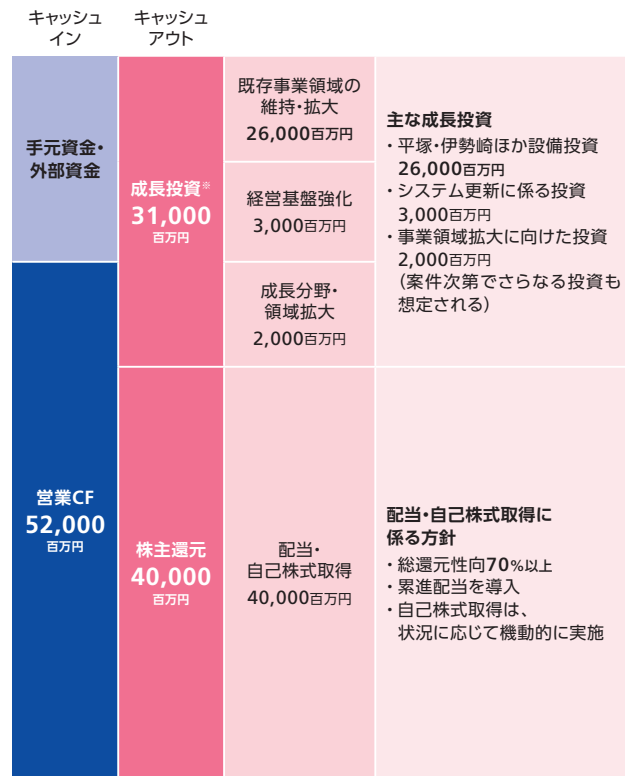 キャッシュ
イン
キャッシュ
アウト
手元資金・
外部資金
営業CF
52,000
百万円
成長投資※
31,000
百万円
株主還元
40,000
百万円
既存事業領域の
維持・拡大
26,000百万円
経営基盤強化
3,000百万円
成長分野・
領域拡大
2,000百万円
配当・
自己株式取得
40,000百万円
主な成長投資
・平塚・伊勢崎ほか設備投資
26,000百万円
・システム更新に係る投資
3,000百万円
・事業領域拡大に向けた投資
2,000百万円
（案件次第でさらなる投資も
想定される）
配当・自己株式取得に
係る方針
・総還元性向70%以上
・累進配当を導入
・自己株式取得は、
状況に応じて機動的に実施